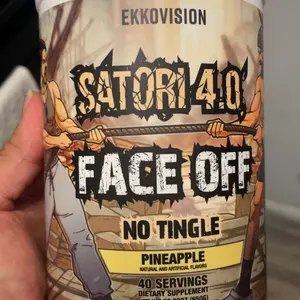 EKKOVISION
SATORI 4.0
FACE OFF
NO TINGLE
PINEAPPLE
NATURAL AND ARTIFICIAL FLAVORS
40 SERVINGS
DIETARY SUPPLEMENT